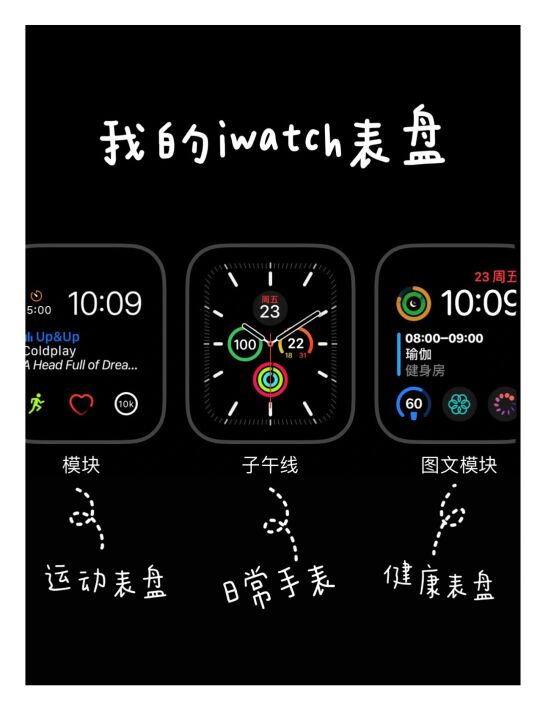 我的iwatch表盘
5:00
10:09
Up&Up
Coldplay
A Head Full of Drea...
10k
周五
23
100
22
18 31
23 周五
10:09
08:00–09:00
瑜伽
健身房
60
模块
子午线
图文模块
运动表盘
日常手表
健康表盘